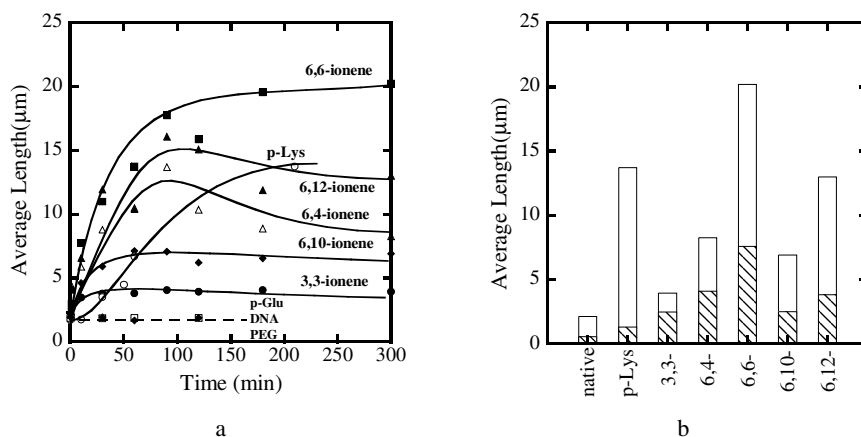 25
20
15
10
5
0
Average Length(μm)
0
50
100
150
200
250
300
Time (min)
6,6-ionene
p-Lys
6,12-ionene
6,4-ionene
6,10-ionene
3,3-ionene
p-Glu
DNA
PEG
a
25
20
15
10
5
0
Average Length(μm)
native
p-Lys
3,3-
6,4-
6,6-
6,10-
6,12-
b